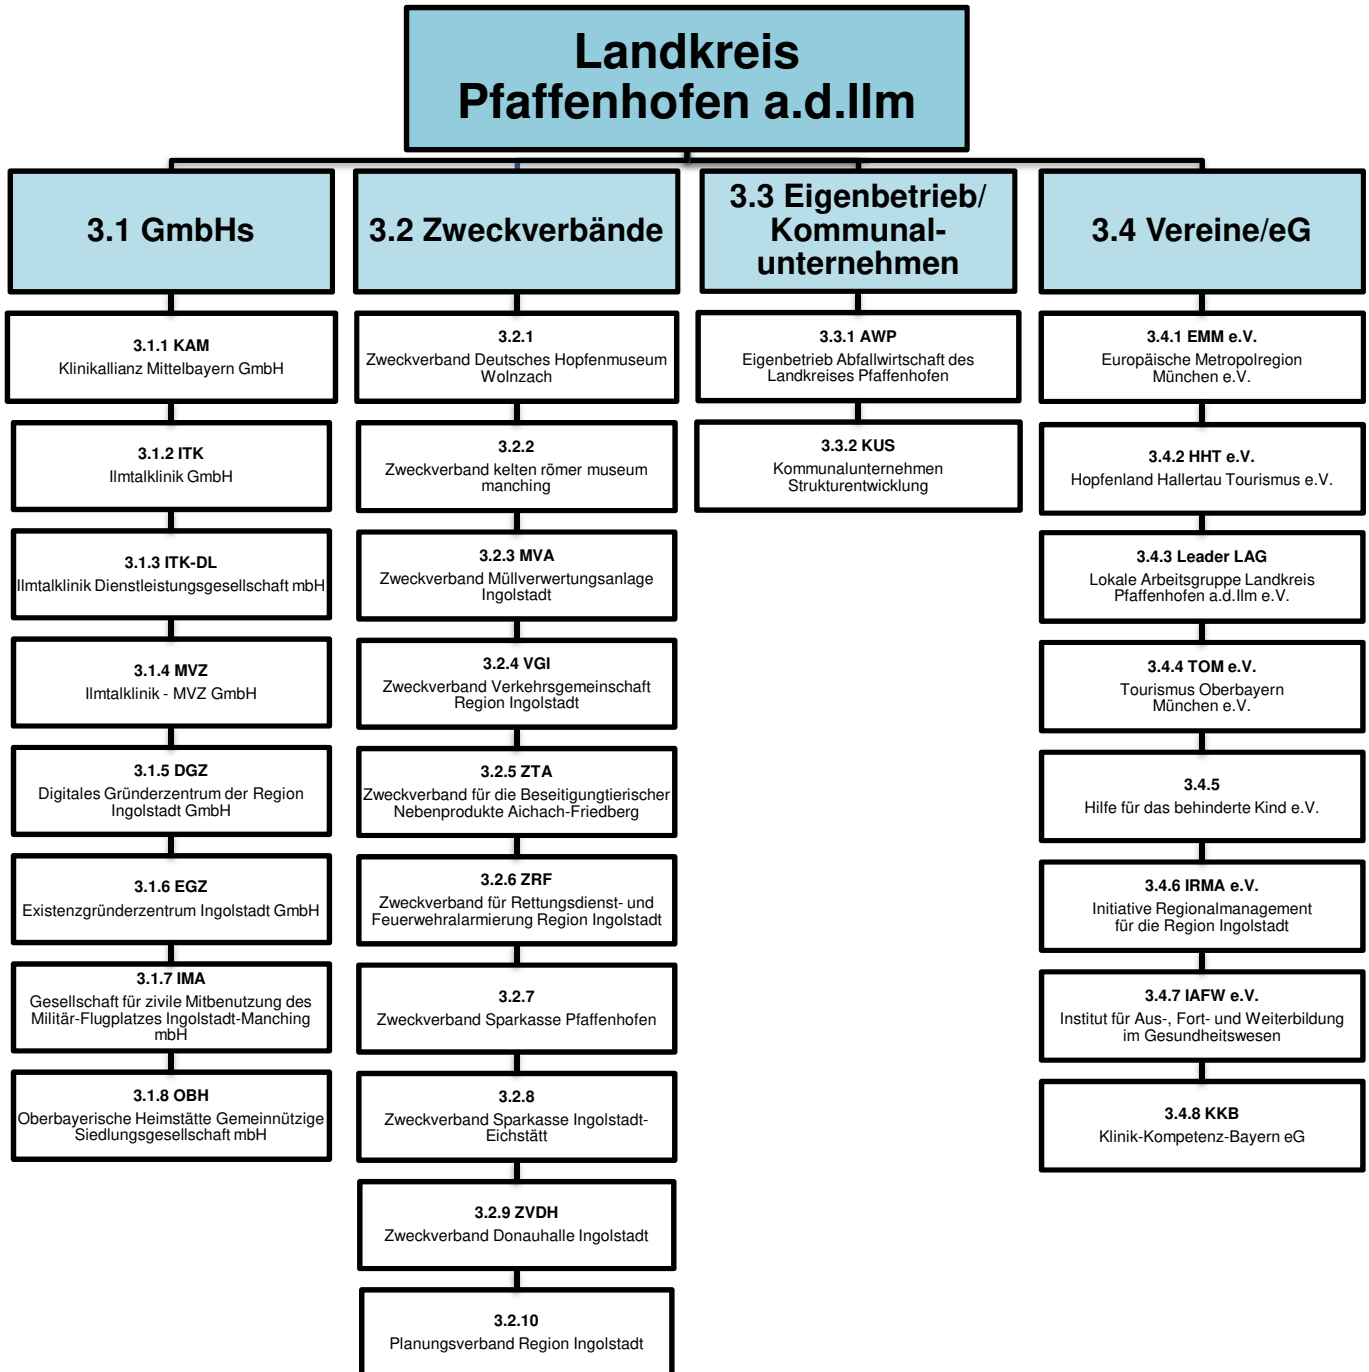 Landkreis
Pfaffenhofen a.d.Ilm
3.1 GmbHs
3.1.1 KAM
Klinikallianz Mittelbayern GmbH
3.1.2 ITK
Ilmtalklinik GmbH
3.1.3 ITK-DL
Ilmtalklinik Dienstleistungsgesellschaft mbH
3.1.4 MVZ
Ilmtalklinik - MVZ GmbH
3.1.5 DGZ
Digitales Gründerzentrum der Region
Ingolstadt GmbH
3.1.6 EGZ
Existenzgründerzentrum Ingolstadt GmbH
3.1.7 IMA
Gesellschaft für zivile Mitbenutzung des
Militär-Flugplatzes Ingolstadt-Manching
mbH
3.1.8 OBH
Oberbayerische Heimstätte Gemeinnützige
Siedlungsgesellschaft mbH
3.2 Zweckverbände
3.2.1
Zweckverband Deutsches Hopfenmuseum
Wolnzach
3.2.2
Zweckverband kelten römer museum
manching
3.2.3 MVA
Zweckverband Müllverwertungsanlage
Ingolstadt
3.2.4 VGI
Zweckverband Verkehrsgemeinschaft
Region Ingolstadt
3.2.5 ZTA
Zweckverband für die Beseitigungtierischer
Nebenprodukte Aichach-Friedberg
3.2.6 ZRF
Zweckverband für Rettungsdienst- und
Feuerwehralarmierung Region Ingolstadt
3.2.7
Zweckverband Sparkasse Pfaffenhofen
3.2.8
Zweckverband Sparkasse Ingolstadt-
Eichstätt
3.2.9 ZVDH
Zweckverband Donauhalle Ingolstadt
3.2.10
Planungsverband Region Ingolstadt
3.3 Eigenbetrieb/
Kommunal-
unternehmen
3.3.1 AWP
Eigenbetrieb Abfallwirtschaft des
Landkreises Pfaffenhofen
3.3.2 KUS
Kommunalunternehmen
Strukturentwicklung
3.4 Vereine/eG
3.4.1 EMM e.V.
Europäische Metropolregion
München e.V.
3.4.2 HHT e.V.
Hopfenland Hallertau Tourismus e.V.
3.4.3 Leader LAG
Lokale Arbeitsgruppe Landkreis
Pfaffenhofen a.d.Ilm e.V.
3.4.4 TOM e.V.
Tourismus Oberbayern
München e.V.
3.4.5
Hilfe für das behinderte Kind e.V.
3.4.6 IRMA e.V.
Initiative Regionalmanagement
für die Region Ingolstadt
3.4.7 IAFW e.V.
Institut für Aus-, Fort- und Weiterbildung
im Gesundheitswesen
3.4.8 KKB
Klinik-Kompetenz-Bayern eG